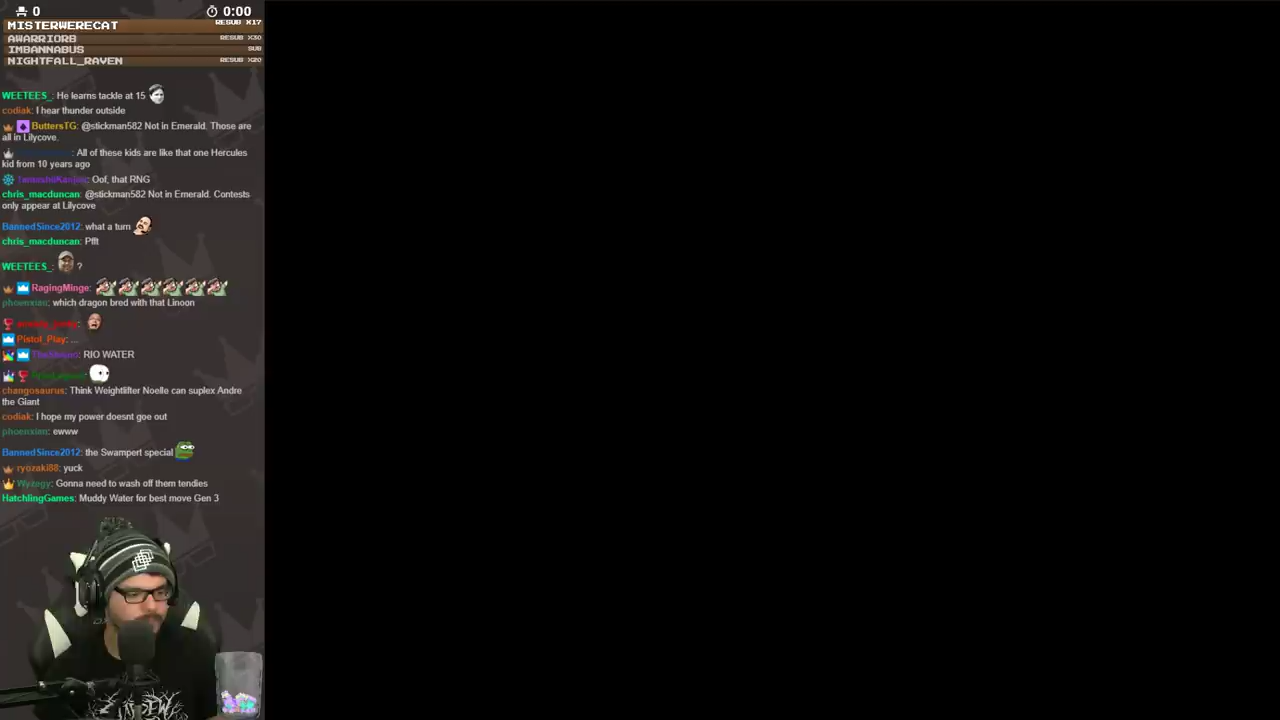 0
0:00
MISTERWERECAT RESUB X17
AWARRIORB RESUB X30
IMBANNABUS SUB
NIGHTFALL_RAVEN RESUB X20
WEETEES_: He learns tackle at 15
codiak: I hear thunder outside
ButtersTG: @stickman582 Not in Emerald. Those are
all in Lilycove.
: All of these kids are like that one Hercules
kid from 10 years ago
: Oof, that RNG
chris_macduncan: @stickman582 Not in Emerald. Contests
only appear at Lilycove
BannedSince2012: what a turn
chris_macduncan: Pfft
WEETEES_: ?
RagingMinge:
phoenxian: which dragon bred with that Linoon
Pistol_Play: ...
: RIO WATER
changosaurus: Think Weightlifter Noelle can suplex Andre
the Giant
codiak: I hope my power doesnt goe out
phoenxian: ewww
BannedSince2012: the Swampert special
ryozaki88: yuck
Wyzegy: Gonna need to wash off them tendies
HatchlingGames: Muddy Water for best move Gen 3